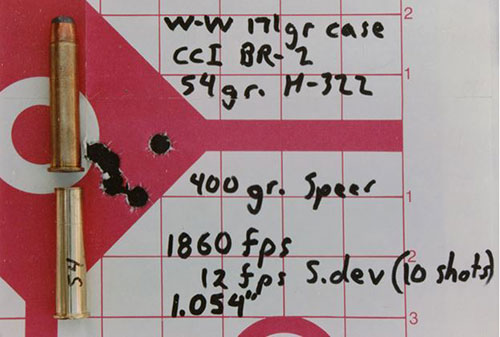 W-W 171gr case
CCI BR-2
54gr. H-322
400 gr. Speer
1860 fps
12 fps S.dev (10 shots)
1.054"
54
2
1
1
2
3